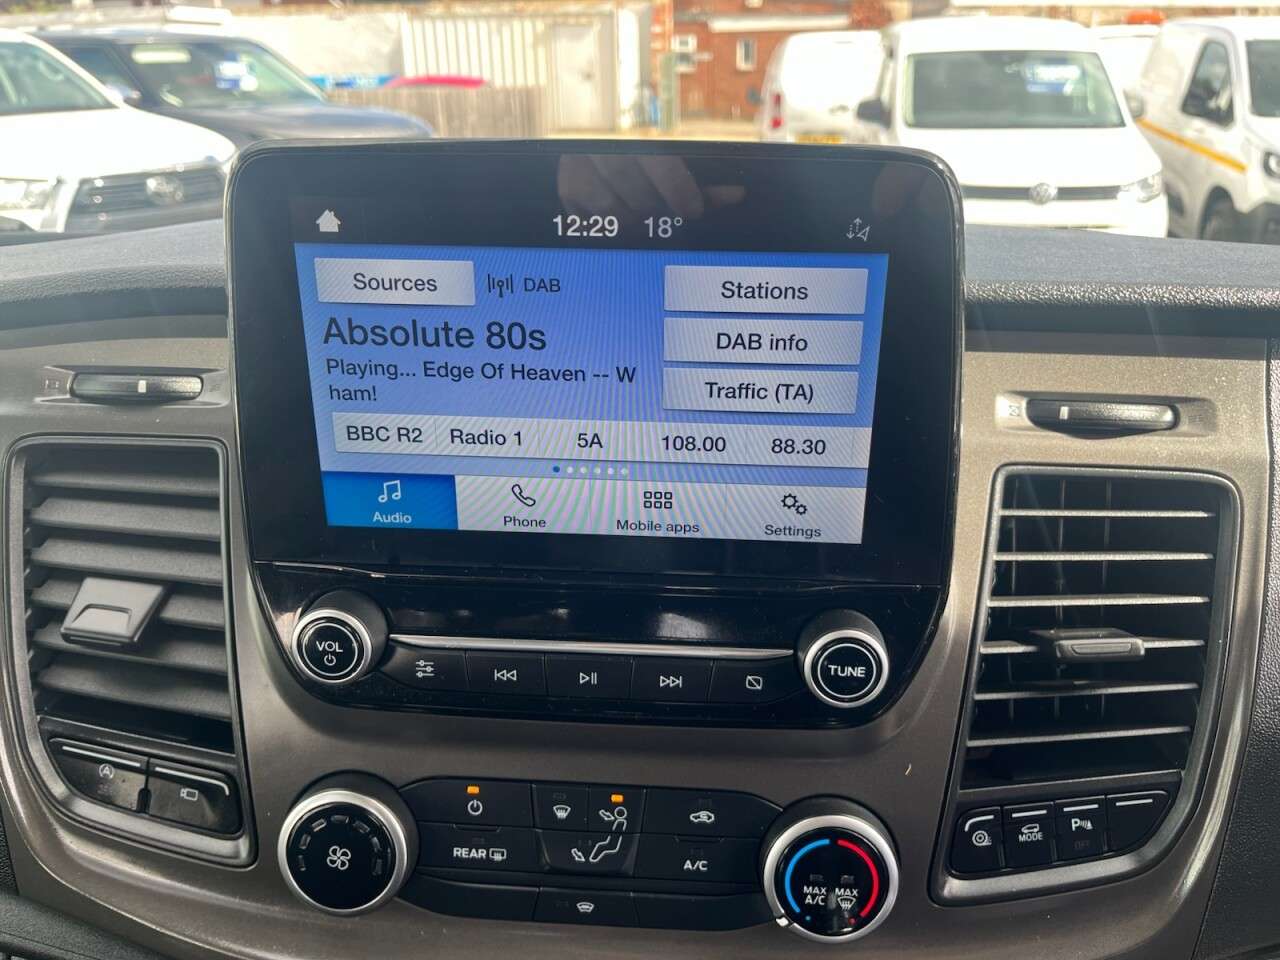 12:29 18°
Sources DAB
Stations
Absolute 80s
DAB info
Playing... Edge Of Heaven -- W
ham!
Traffic (TA)
BBC R2 Radio 1 5A 108.00 88.30
Audio Phone Mobile apps Settings
VOL
TUNE
REAR
A/C
MAX A/C
MAX
MODE
P
OFF
A